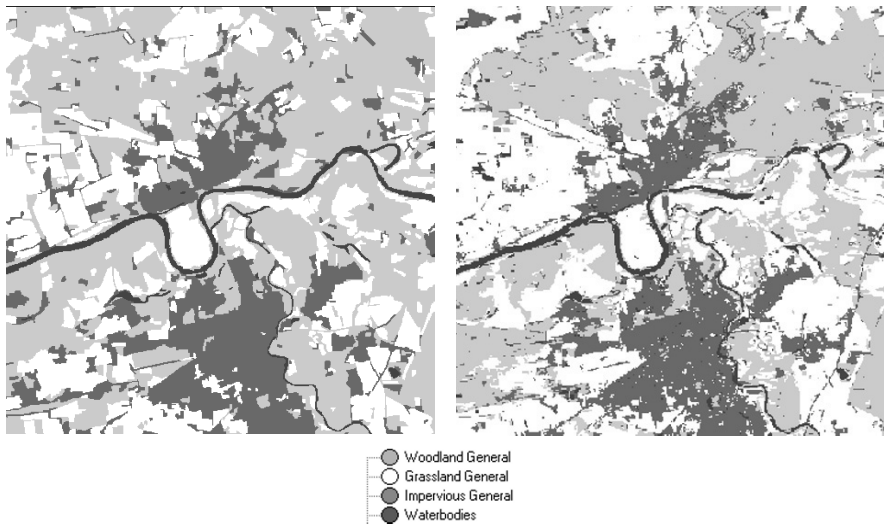 Woodland General
Grassland General
Impervious General
Waterbodies